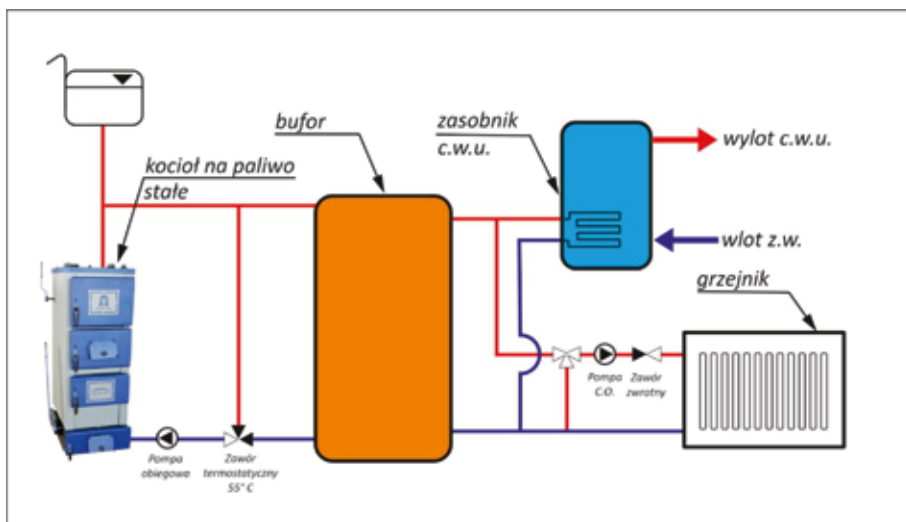 bufor
zasobnik
c.w.u.
wylot c.w.u.
kocioł na paliwo
stałe
wlot z.w.
grzejnik
Pompa
C.O.
Zawór
zwrotny
Pompa
obiegowa
Zawór
termostatyczny
55° C